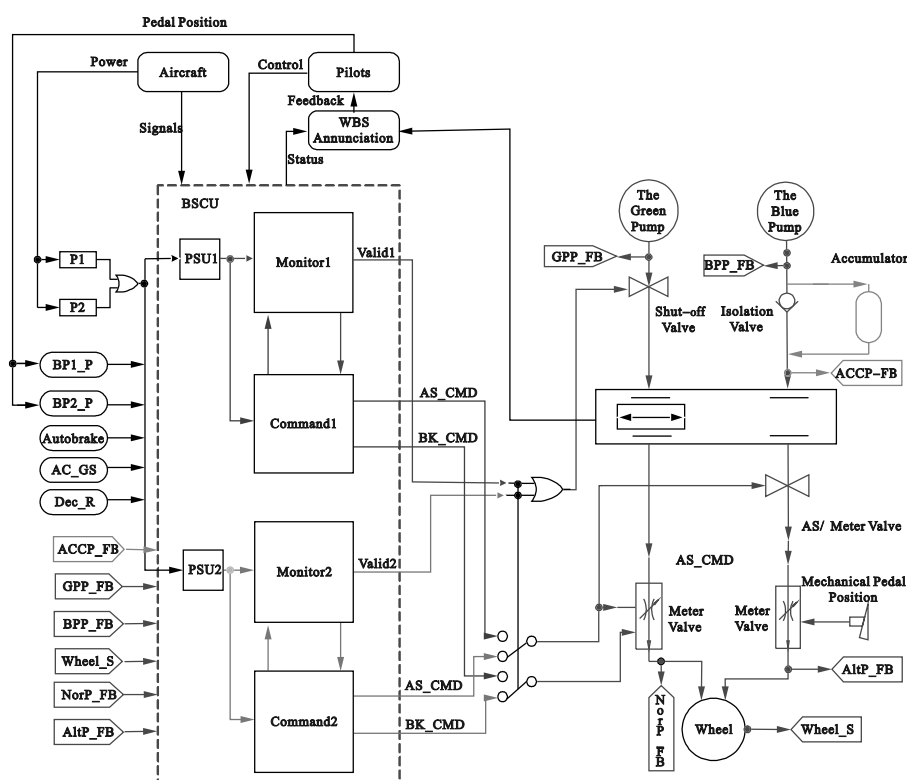 Pedal Position
Power
Aircraft
Control
Pilots
Feedback
Signals
WBS
Annunciation
Status
BSCU
The
Green
Pump
The
Blue
Pump
P1
PSU1
Monitor1
Valid1
GPP_FB
BPP_FB
Accumulator
P2
Shut-off
Valve
Isolation
Valve
BP1_P
ACCP-FB
BP2_P
Command1
AS_CMD
Autobrake
BK_CMD
AC_GS
Dec_R
ACCP_FB
PSU2
Monitor2
Valid2
AS/ Meter Valve
GPP_FB
AS_CMD
Mechanical Pedal
Position
BPP_FB
Meter
Valve
Meter
Valve
Wheel_S
NorP_FB
AS_CMD
AltP_FB
AltP_FB
Command2
BK_CMD
NorP_FB
Wheel
Wheel_S